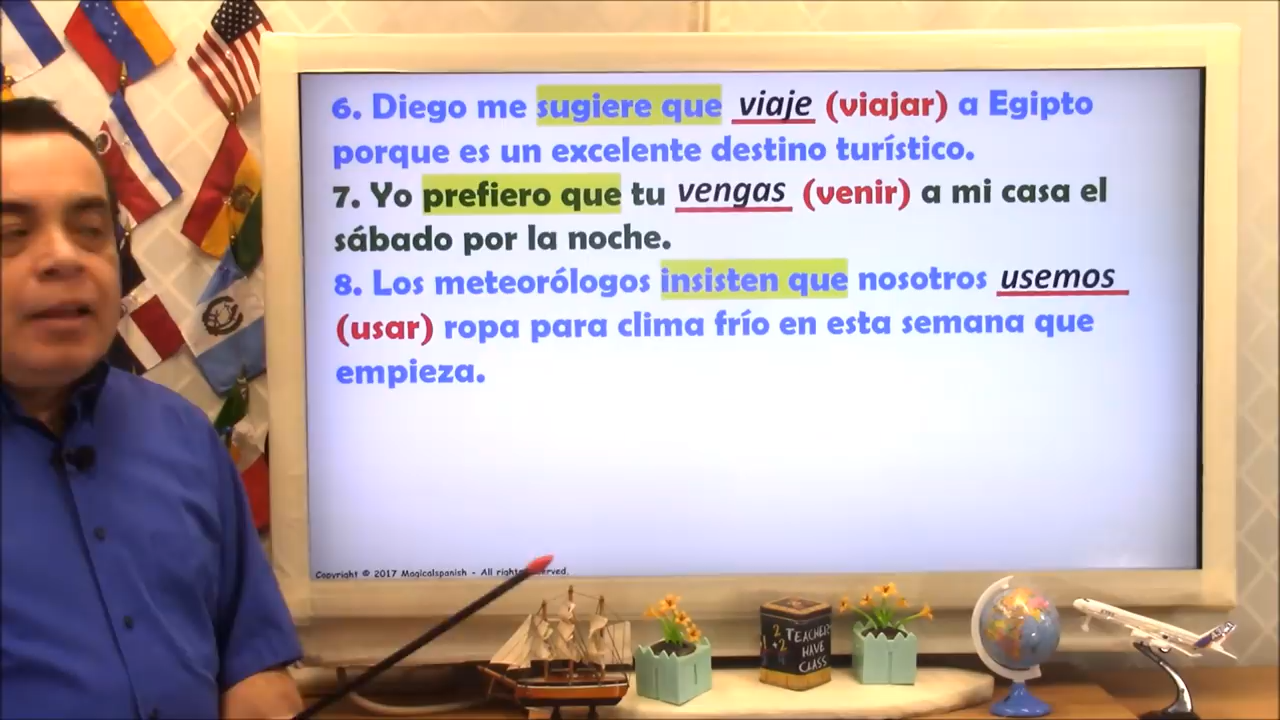 6. Diego me sugiere que viaje (viajar) a Egipto
porque es un excelente destino turístico.
7. Yo prefiero que tu vengas (venir) a mi casa el
sábado por la noche.
8. Los meteorólogos insisten que nosotros usemos
(usar) ropa para clima frío en esta semana que
empieza.
Copyright © 2017 Magicalspanish - All rights
TEACHERS
HAVE
CLASS